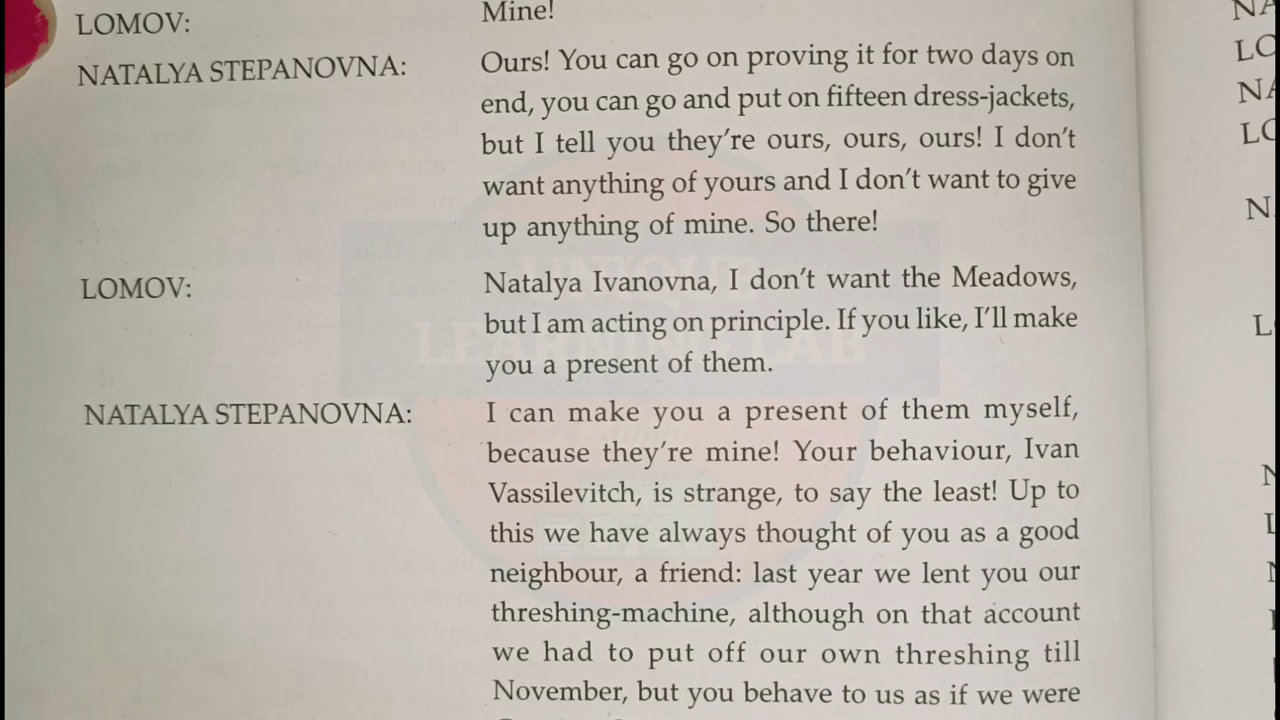 LOMOV: Mine!
NATALYA STEPANOVNA: Ours! You can go on proving it for two days on
end, you can go and put on fifteen dress-jackets,
but I tell you they're ours, ours, ours! I don't
want anything of yours and I don't want to give
up anything of mine. So there!
LOMOV: Natalya Ivanovna, I don't want the Meadows,
but I am acting on principle. If you like, I'll make
you a present of them.
NATALYA STEPANOVNA: I can make you a present of them myself,
because they're mine! Your behaviour, Ivan
Vassilevitch, is strange, to say the least! Up to
this we have always thought of you as a good
neighbour, a friend: last year we lent you our
threshing-machine, although on that account
we had to put off our own threshing till
November, but you behave to us as if we were
UNIQUE
LEARNING LAB